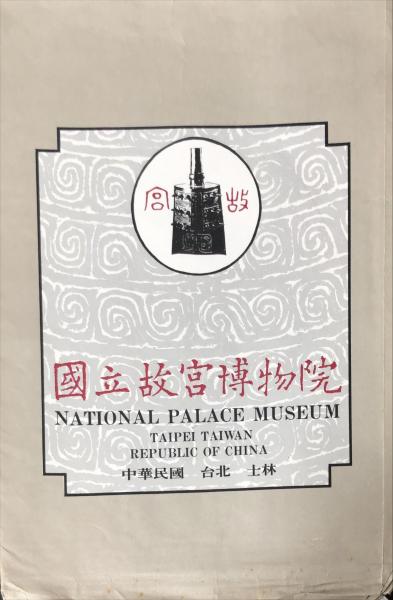 宮 故
國立故宮博物院
NATIONAL PALACE MUSEUM
TAIPEI TAIWAN
REPUBLIC OF CHINA
中華民國 台北 士林